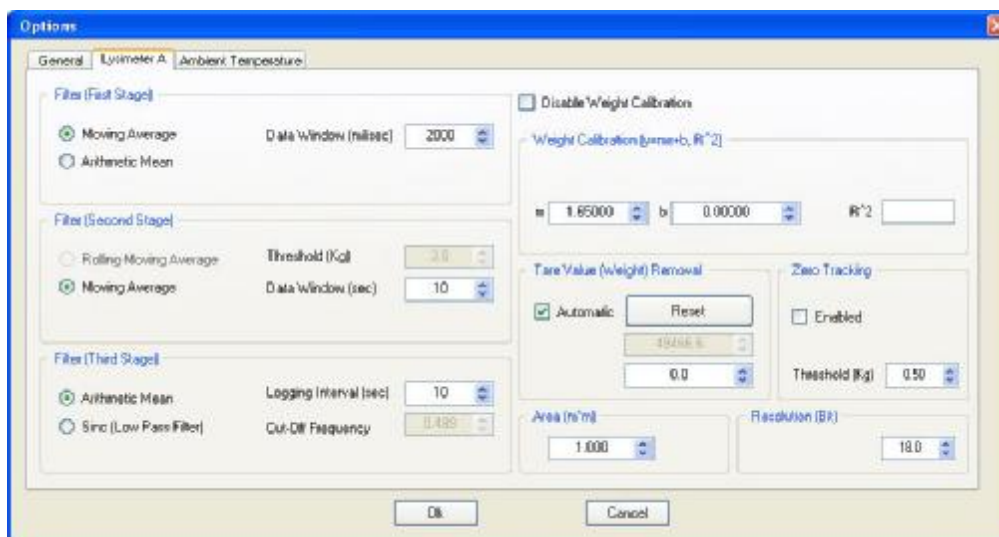 Options
General Lysimeter A Ambient Temperature
Filter (First Stage)
Moving Average Data Window (milisec) 2000
Arithmetic Mean
Filter (Second Stage)
Rolling Moving Average Threshold (Kg)
Moving Average Data Window (sec) 10
Filter (Third Stage)
Arithmetic Mean Logging Interval (sec) 10
Sinc (Low Pass Filter) Cut-Off Frequency 0.499
Disable Weight Calibration
Weight Calibration (y=mx+b, R^2)
m 1.65000 b 0.00000 R^2
Tare Value (Weight) Removal
Automatic Reset
0.0
Zero Tracking
Enabled
Threshold (Kg) 0.50
Area (m*m)
1.000
Resolution (Bit)
18.0
Ok Cancel